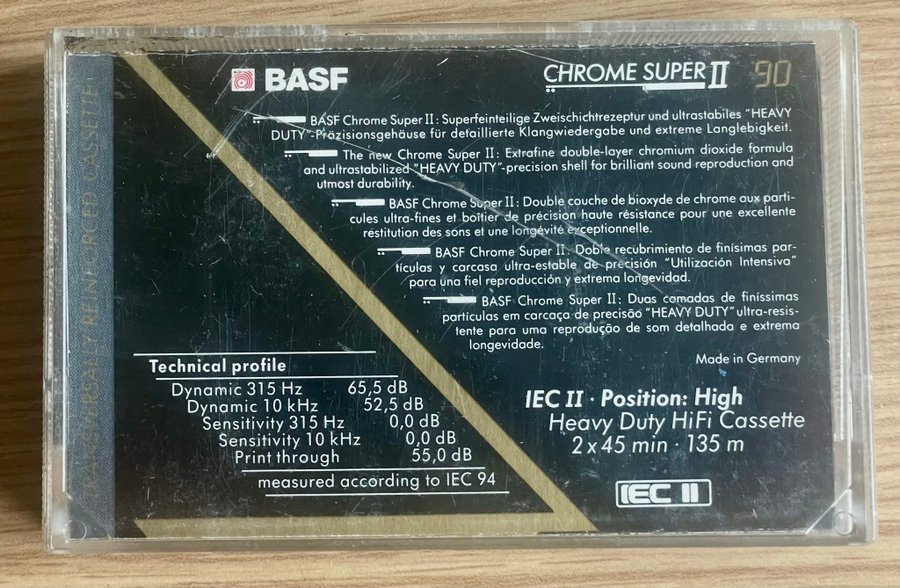 BASF
CHROME SUPER II 90
BASF Chrome Super II: Superfeinteilige Zweischichtrezeptur und ultrastabiles "HEAVY
DUTY"-Präzisionsgehäuse für detaillierte Klangwiedergabe und extreme Langlebigkeit.
The new Chrome Super II: Extrafine double-layer chromium dioxide formula
and ultrastabilized "HEAVY DUTY"-precision shell for brilliant sound reproduction and
utmost durability.
BASF Chrome Super II: Double couche de bioxyde de chrome aux parti-
cules ultra-fines et boîtier de précision haute résistance pour une excellente
restitution des sons et une longévité exceptionnelle.
BASF Chrome Super II: Doble recubrimiento de finísimas par-
tículas y carcasa ultra-estable de precisión "Utilización Intensiva"
para una fiel reproducción y extrema longevidad.
BASF Chrome Super II: Duas camadas de finíssimas
partículas em carcaça de precisão "HEAVY DUTY" ultra-resis-
tente para uma reprodução de som detalhada e extrema
longevidade.
Made in Germany
Technical profile
Dynamic 315 Hz 65,5 dB
Dynamic 10 kHz 52,5 dB
Sensitivity 315 Hz 0,0 dB
Sensitivity 10 kHz 0,0 dB
Print through 55,0 dB
measured according to IEC 94
IEC II · Position: High
Heavy Duty HiFi Cassette
2 x 45 min · 135 m
IEC II
TRANSVERSALLY REINFORCED CASSETTE